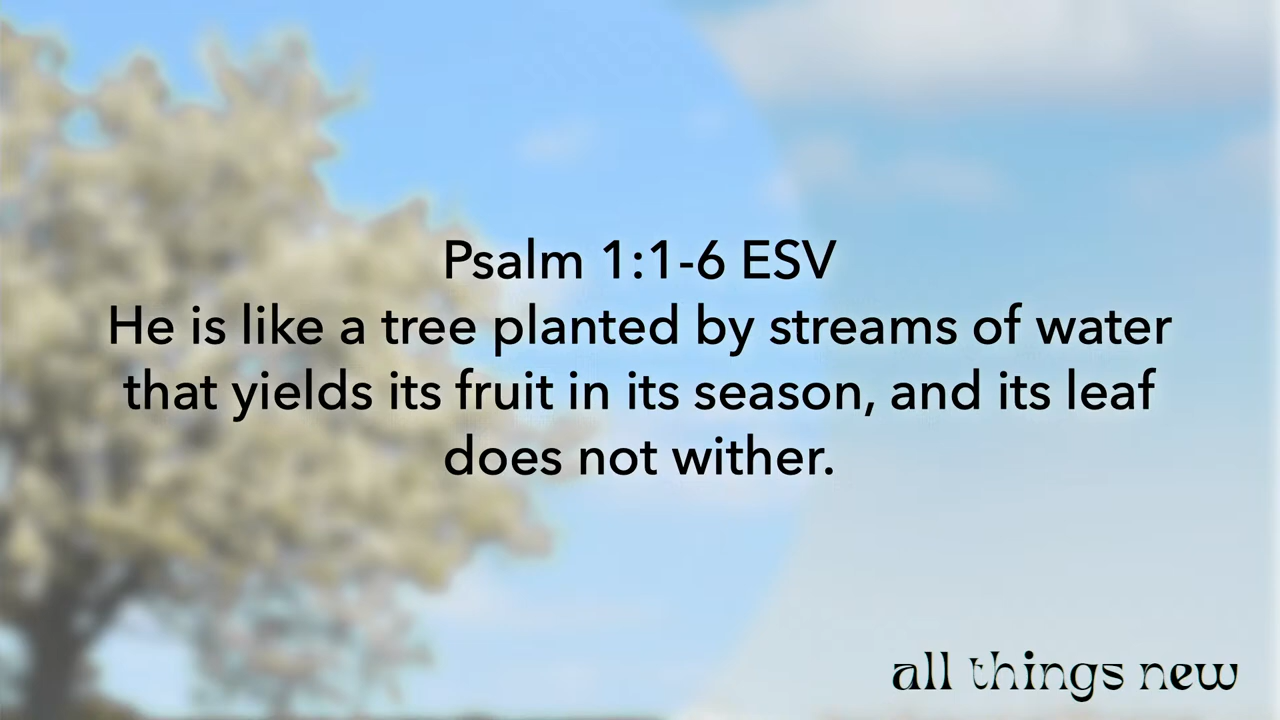 Psalm 1:1-6 ESV
He is like a tree planted by streams of water
that yields its fruit in its season, and its leaf
does not wither.
all things new